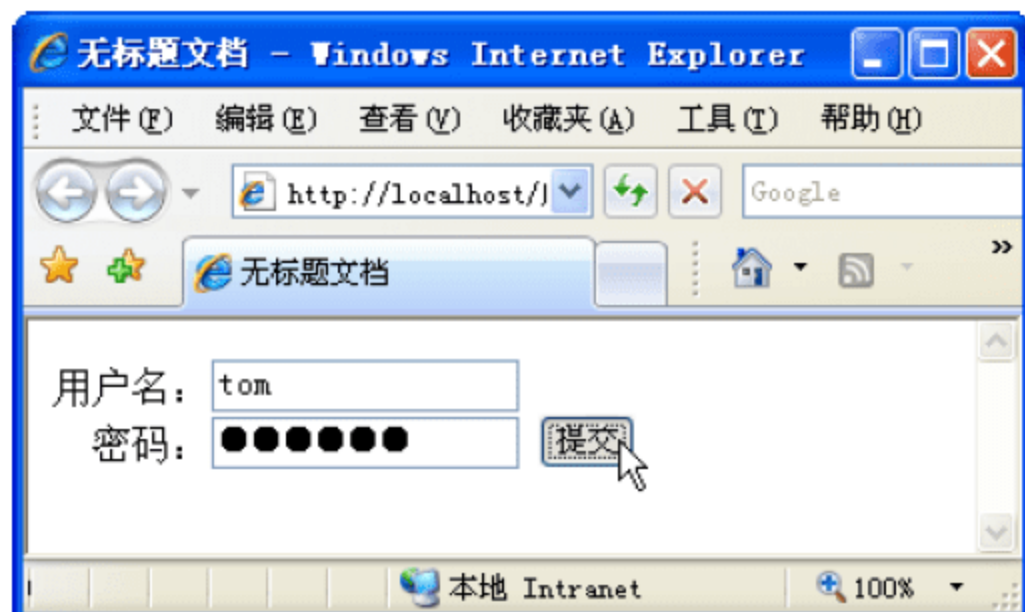 无标题文档 - Windows Internet Explorer
文件(F) 编辑(E) 查看(V) 收藏夹(A) 工具(T) 帮助(H)
http://localhost/J Google
无标题文档 »
用户名: tom
密码: ●●●●●● 提交
本地 Intranet 100%